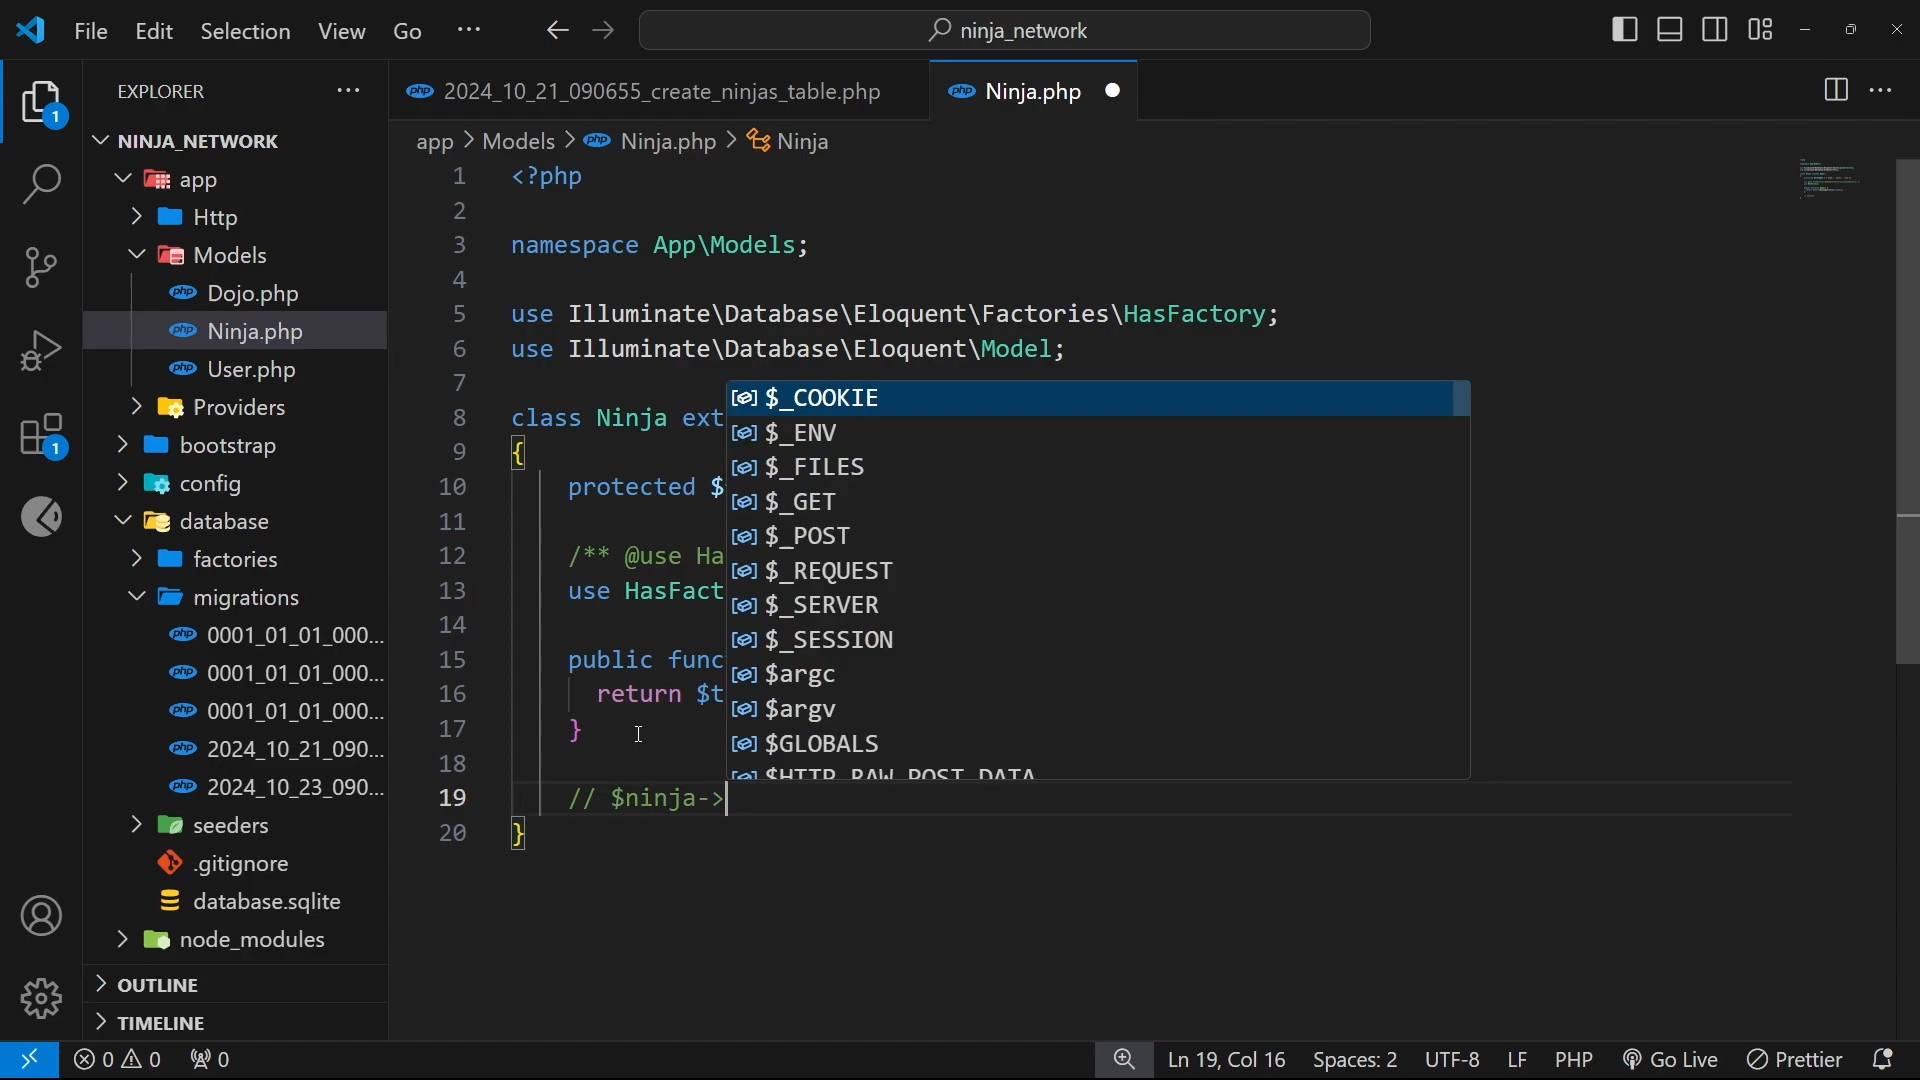 File Edit Selection View Go ··· ninja_network
EXPLORER ···
1
NINJA_NETWORK
app
Http
Models
Dojo.php
Ninja.php
User.php
Providers
bootstrap
config
database
factories
migrations
0001_01_01_000...
0001_01_01_000...
0001_01_01_000...
2024_10_21_090...
2024_10_23_090...
seeders
.gitignore
database.sqlite
node_modules
OUTLINE
TIMELINE
1
2024_10_21_090655_create_ninjas_table.php Ninja.php
app > Models > Ninja.php > Ninja
1 <?php
2
3 namespace App\Models;
4
5 use Illuminate\Database\Eloquent\Factories\HasFactory;
6 use Illuminate\Database\Eloquent\Model;
7
8 class Ninja ext
9 {
10 protected $
11
12 /** @use Ha
13 use HasFact
14
15 public func
16 return $t
17 }
18
19 // $ninja->
20 }
$_COOKIE
$_ENV
$_FILES
$_GET
$_POST
$_REQUEST
$_SERVER
$_SESSION
$argc
$argv
$GLOBALS
$HTTP_RAW_POST_DATA
0 0 0 Ln 19, Col 16 Spaces: 2 UTF-8 LF PHP Go Live Prettier